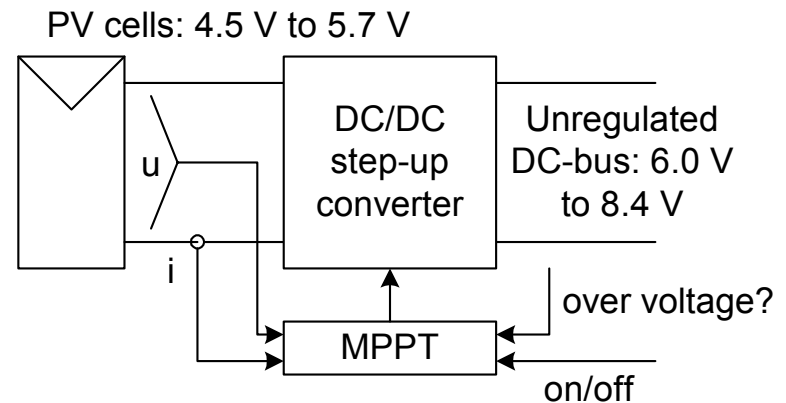 PV cells: 4.5 V to 5.7 V
DC/DC
step-up
converter
Unregulated
DC-bus: 6.0 V
to 8.4 V
u
i
over voltage?
MPPT
on/off